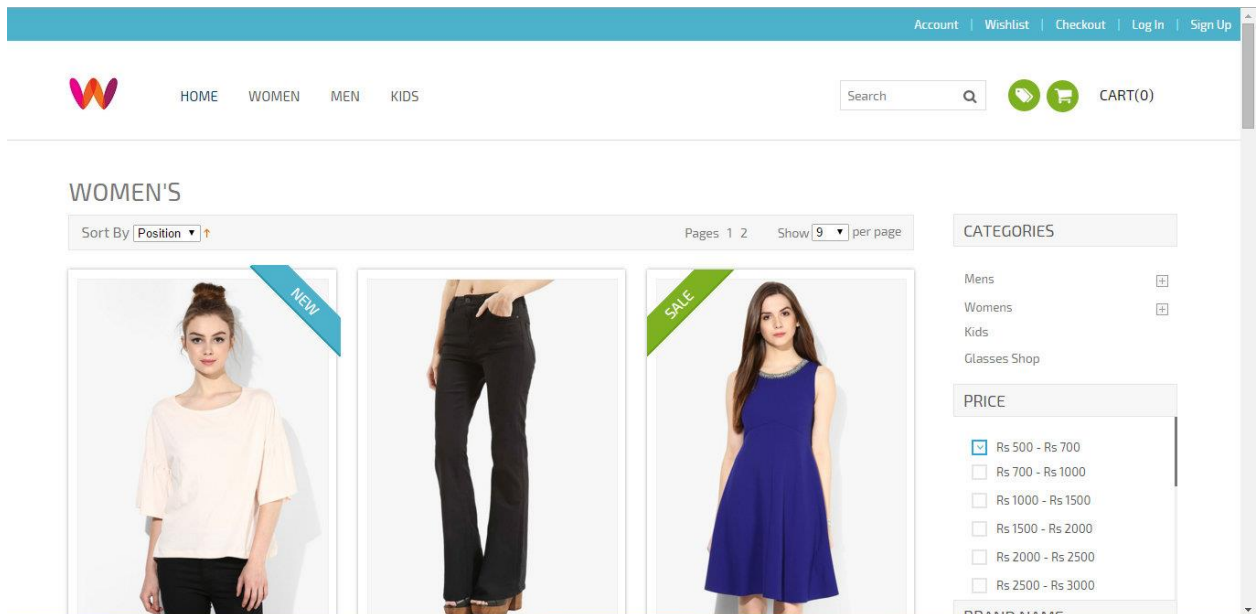 Account | Wishlist | Checkout | Log In | Sign Up
HOME WOMEN MEN KIDS Search CART(0)
WOMEN'S
Sort By Position Pages 1 2 Show 9 per page
NEW
SALE
CATEGORIES
Mens
Womens
Kids
Glasses Shop
PRICE
Rs 500 - Rs 700
Rs 700 - Rs 1000
Rs 1000 - Rs 1500
Rs 1500 - Rs 2000
Rs 2000 - Rs 2500
Rs 2500 - Rs 3000
BRAND NAME